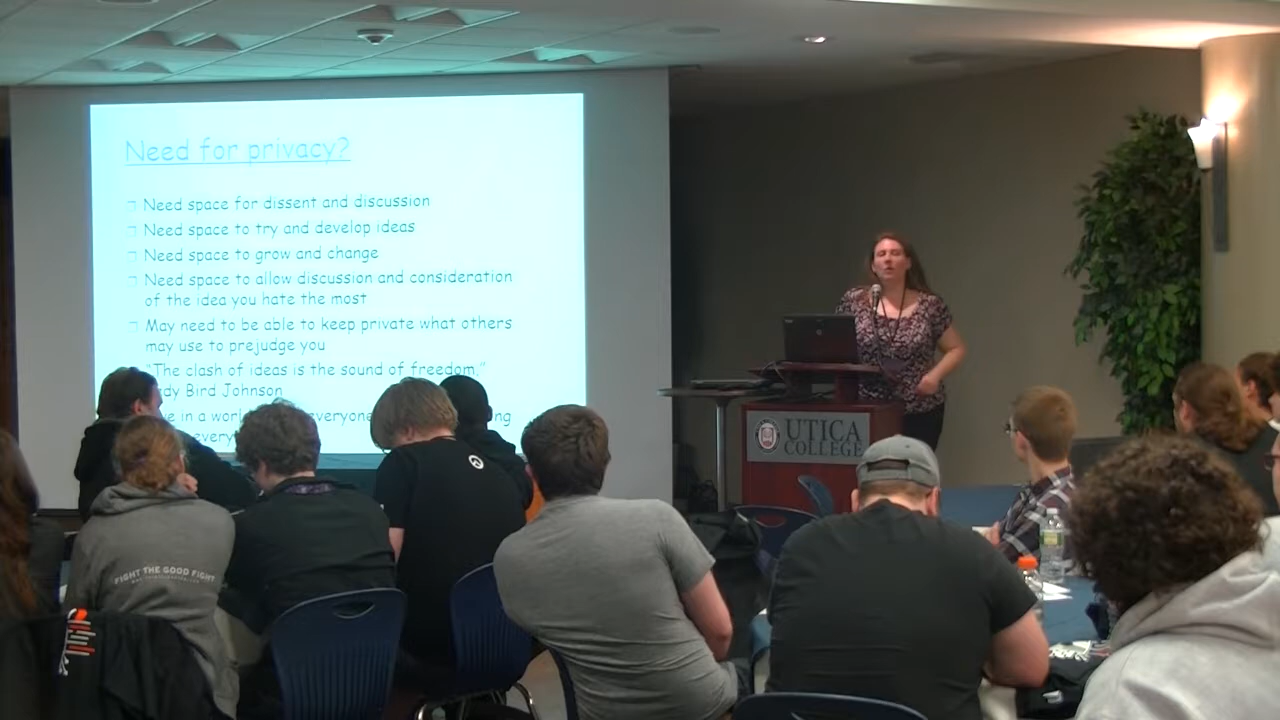 Need for privacy?
Need space for dissent and discussion
Need space to try and develop ideas
Need space to grow and change
Need space to allow discussion and consideration
of the idea you hate the most
May need to be able to keep private what others
may use to prejudge you
"The clash of ideas is the sound of freedom."
Bird Johnson
in a everyone
UTICA
COLLEGE
FIGHT THE GOOD FIGHT